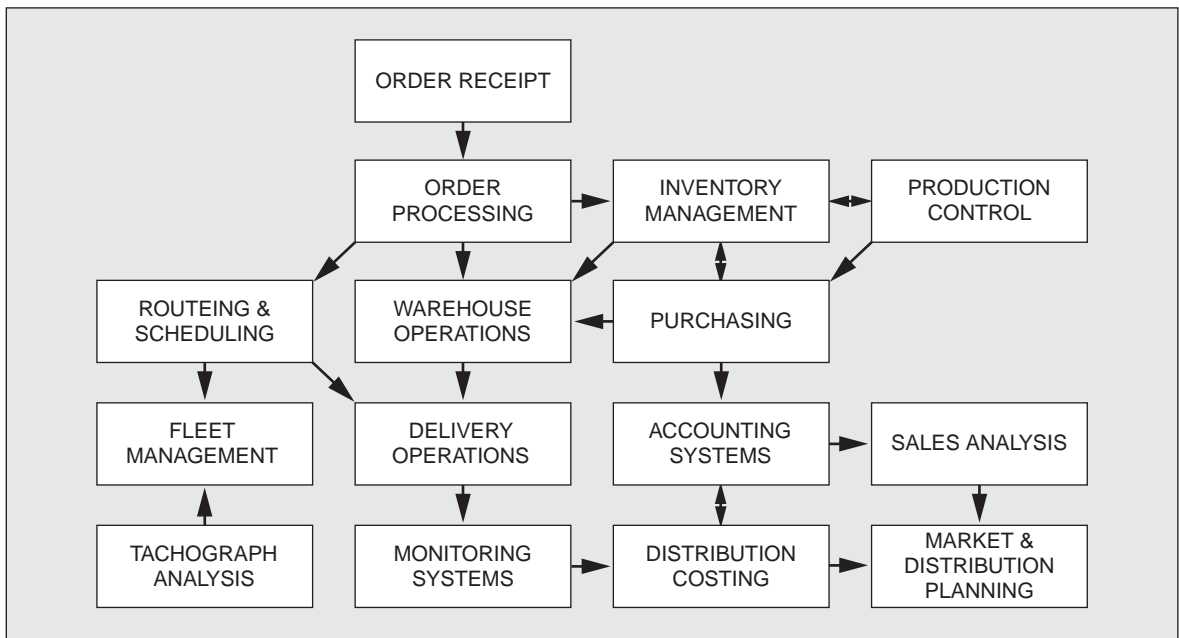 ORDER RECEIPT
ORDER
PROCESSING
INVENTORY
MANAGEMENT
PRODUCTION
CONTROL
ROUTEING &
SCHEDULING
WAREHOUSE
OPERATIONS
PURCHASING
FLEET
MANAGEMENT
DELIVERY
OPERATIONS
ACCOUNTING
SYSTEMS
SALES ANALYSIS
TACHOGRAPH
ANALYSIS
MONITORING
SYSTEMS
DISTRIBUTION
COSTING
MARKET &
DISTRIBUTION
PLANNING